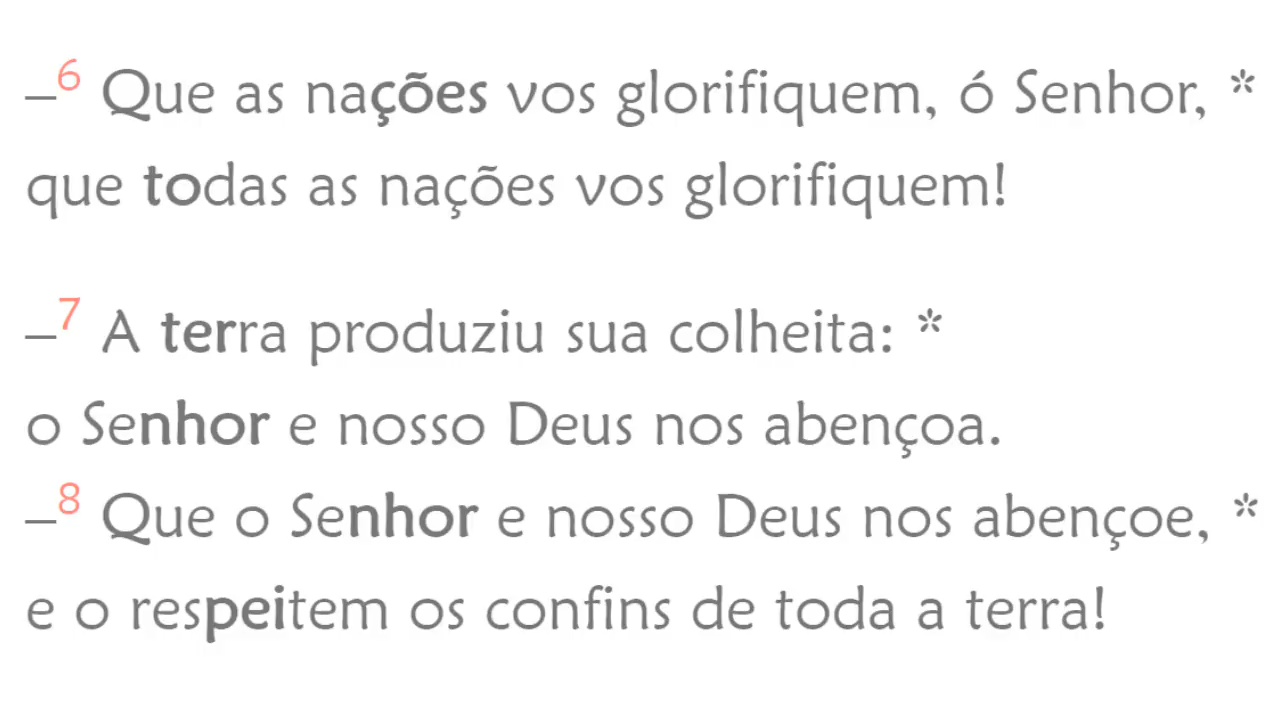 –6 Que as nações vos glorifiquem, ó Senhor, *
que todas as nações vos glorifiquem!
–7 A terra produziu sua colheita: *
o Senhor e nosso Deus nos abençoa.
–8 Que o Senhor e nosso Deus nos abençoe, *
e o respeitem os confins de toda a terra!